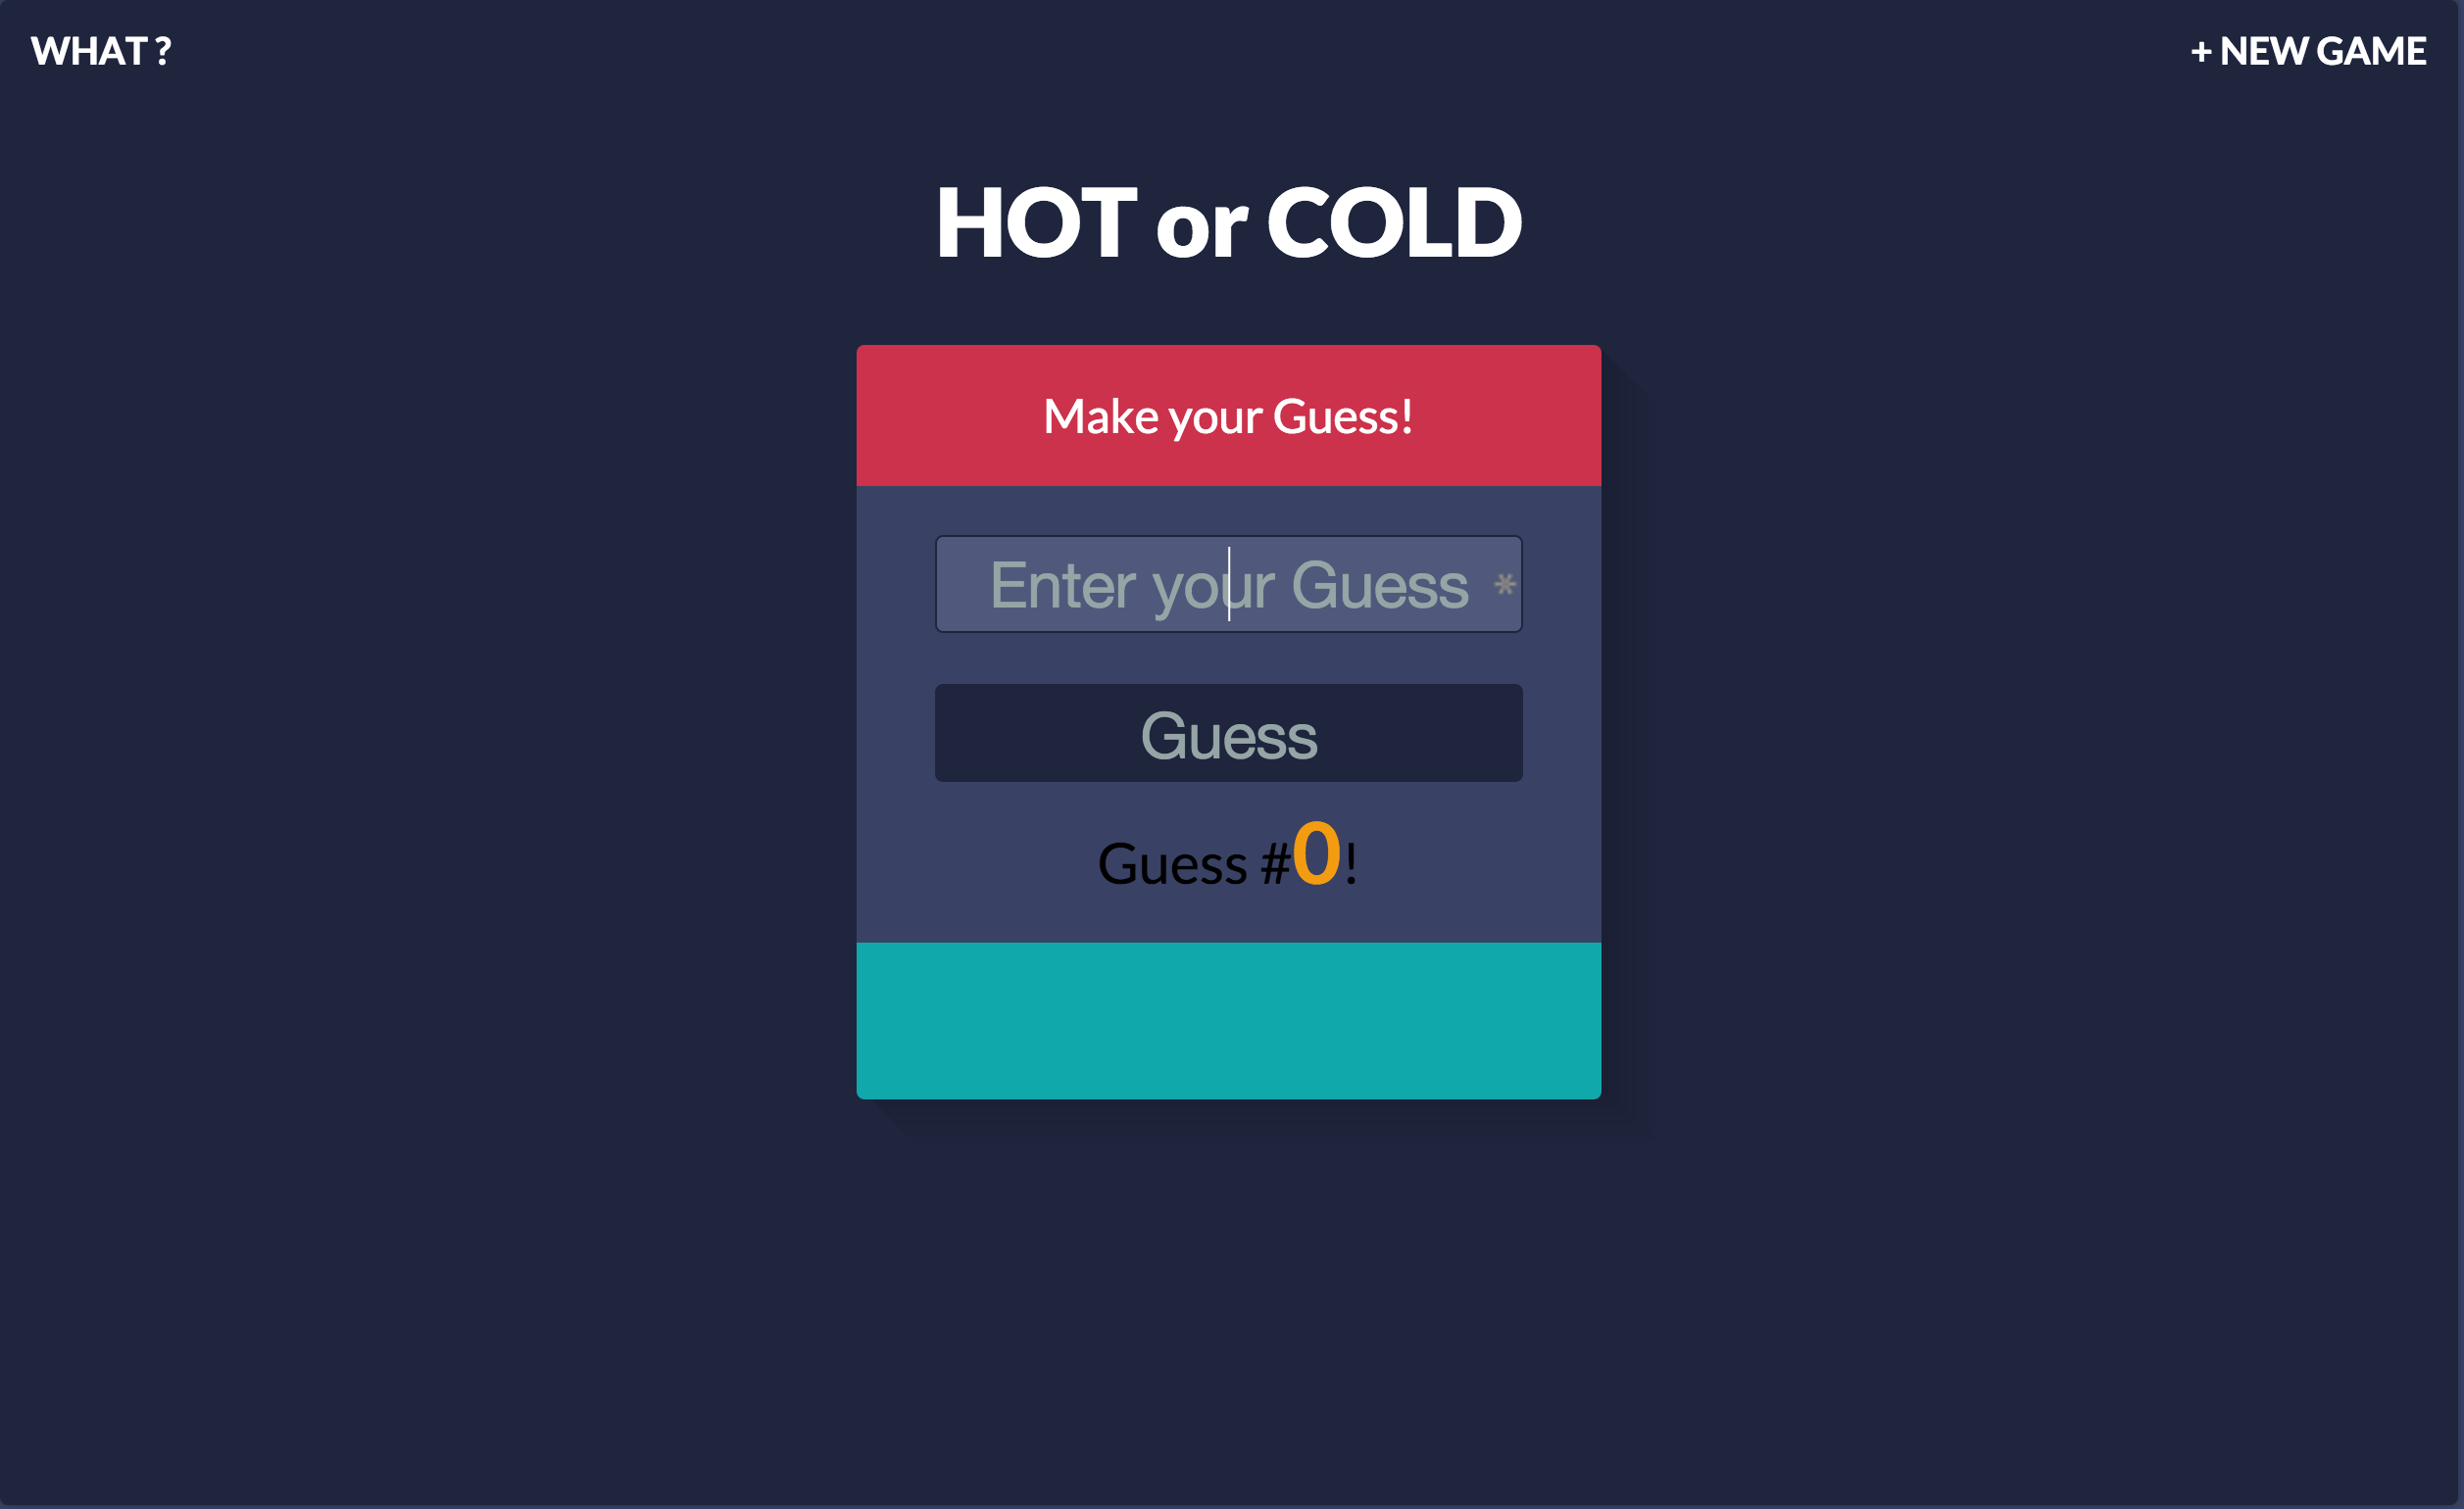 WHAT ?
+ NEW GAME
HOT or COLD
Make your Guess!
Enter your Guess *
Guess
Guess #0!